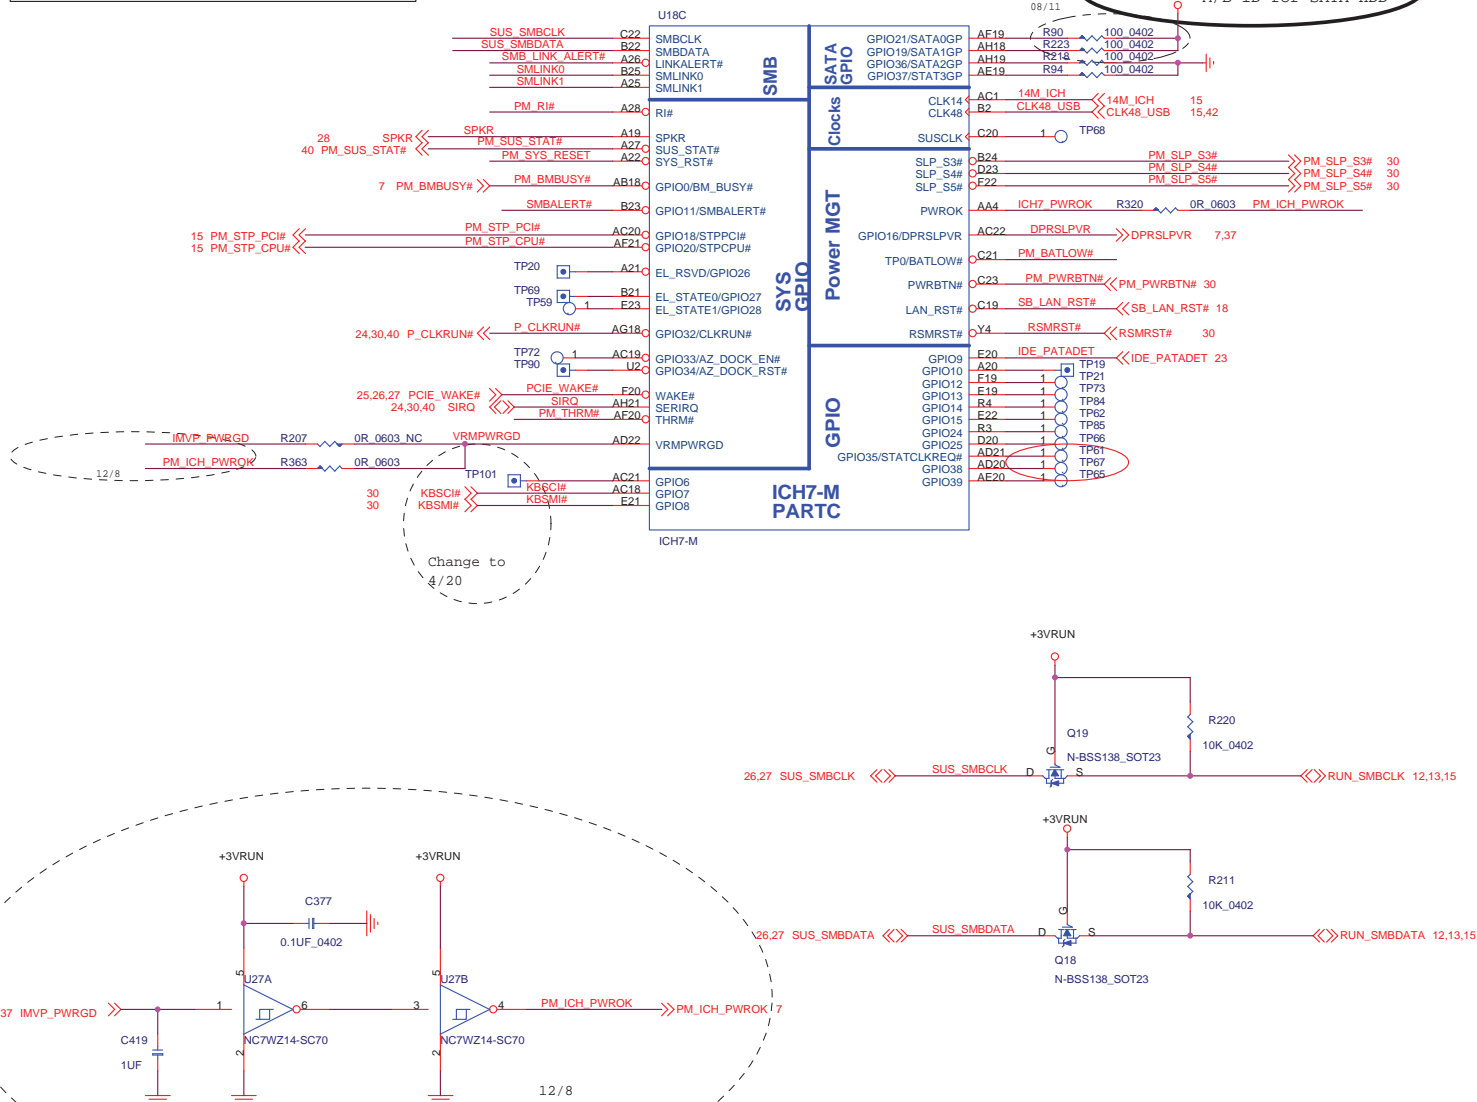 08/11
U18C
SUS_SMBCLK C22 SMBCLK
SUS_SMBDATA B22 SMBDATA
SMB_LINK_ALERT# A26 LINKALERT#
SMLINK0 B25 SMLINK0
SMLINK1 A25 SMLINK1
SMB
SATA GPIO
GPIO21/SATA0GP AF19 R90 100_0402
GPIO19/SATA1GP AH18 R223 100_0402
GPIO36/SATA2GP AH19 R218 100_0402
GPIO37/STAT3GP AE19 R94 100_0402
PM_RI# A28 RI#
Clocks
CLK14 AC1 14M_ICH 14M_ICH 15
CLK48 B2 CLK48_USB CLK48_USB 15,42
SUSCLK C20 1 TP68
28 SPKR SPKR A19 SPKR
40 PM_SUS_STAT# PM_SUS_STAT# A27 SUS_STAT#
PM_SYS_RESET A22 SYS_RST#
7 PM_BMBUSY# PM_BMBUSY# AB18 GPIO0/BM_BUSY#
SMBALERT# B23 GPIO11/SMBALERT#
15 PM_STP_PCI# PM_STP_PCI# AC20 GPIO18/STPPCI#
15 PM_STP_CPU# PM_STP_CPU# AF21 GPIO20/STPCPU#
TP20 A21 EL_RSVD/GPIO26
TP69 B21 EL_STATE0/GPIO27
TP59 1 E23 EL_STATE1/GPIO28
24,30,40 P_CLKRUN# P_CLKRUN# AG18 GPIO32/CLKRUN#
TP72 1 AC19 GPIO33/AZ_DOCK_EN#
TP90 U2 GPIO34/AZ_DOCK_RST#
25,26,27 PCIE_WAKE# PCIE_WAKE# F20 WAKE#
24,30,40 SIRQ SIRQ AH21 SERIRQ
PM_THRM# AF20 THRM#
SYS GPIO
Power MGT
SLP_S3# B24 PM_SLP_S3# PM_SLP_S3# 30
SLP_S4# D23 PM_SLP_S4# PM_SLP_S4# 30
SLP_S5# F22 PM_SLP_S5# PM_SLP_S5# 30
PWROK AA4 ICH7_PWROK R320 0R_0603 PM_ICH_PWROK
GPIO16/DPRSLPVR AC22 DPRSLPVR DPRSLPVR 7,37
TP0/BATLOW# C21 PM_BATLOW#
PWRBTN# C23 PM_PWRBTN# PM_PWRBTN# 30
LAN_RST# C19 SB_LAN_RST# SB_LAN_RST# 18
RSMRST# Y4 RSMRST# RSMRST# 30
GPIO
GPIO9 E20 IDE_PATADET IDE_PATADET 23
GPIO10 A20 TP19
GPIO12 F19 1 TP21
GPIO13 E19 1 TP73
GPIO14 R4 1 TP84
GPIO15 E22 1 TP62
GPIO24 R3 1 TP85
GPIO25 D20 1 TP66
GPIO35/STATCLKREQ# AD21 1 TP61
GPIO38 AD20 1 TP67
GPIO39 AE20 1 TP65
IMVP_PWRGD R207 0R_0603_NC VRMPWRGD AD22 VRMPWRGD
PM_ICH_PWROK R363 0R_0603
12/8
TP101 AC21 GPIO6
30 KBSCI# KBSCI# AC18 GPIO7
30 KBSMI# KBSMI# E21 GPIO8
ICH7-M
PARTC
ICH7-M
Change to
4/20
+3VRUN
R220
10K_0402
Q19
N-BSS138_SOT23
G
26,27 SUS_SMBCLK SUS_SMBCLK D S RUN_SMBCLK 12,13,15
+3VRUN
R211
10K_0402
G
26,27 SUS_SMBDATA SUS_SMBDATA D S RUN_SMBDATA 12,13,15
Q18
N-BSS138_SOT23
+3VRUN +3VRUN
C377
0.1UF_0402
5 U27A 5 U27B
37 IMVP_PWRGD 1 6 3 4 PM_ICH_PWROK PM_ICH_PWROK 7
C419
1UF
2 NC7WZ14-SC70 2 NC7WZ14-SC70
12/8